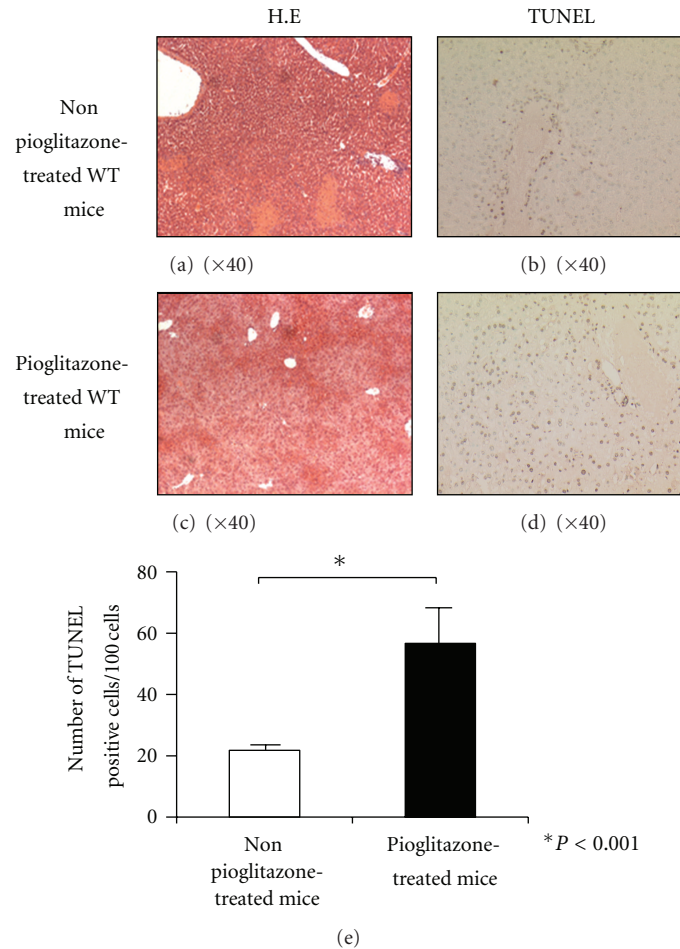 H.E
TUNEL
Non
pioglitazone-
treated WT
mice
(a) (×40)
(b) (×40)
Pioglitazone-
treated WT
mice
(c) (×40)
(d) (×40)
Number of TUNEL
positive cells/100 cells
80
60
40
20
0
*
Non
pioglitazone-
treated mice
Pioglitazone-
treated mice
*P < 0.001
(e)